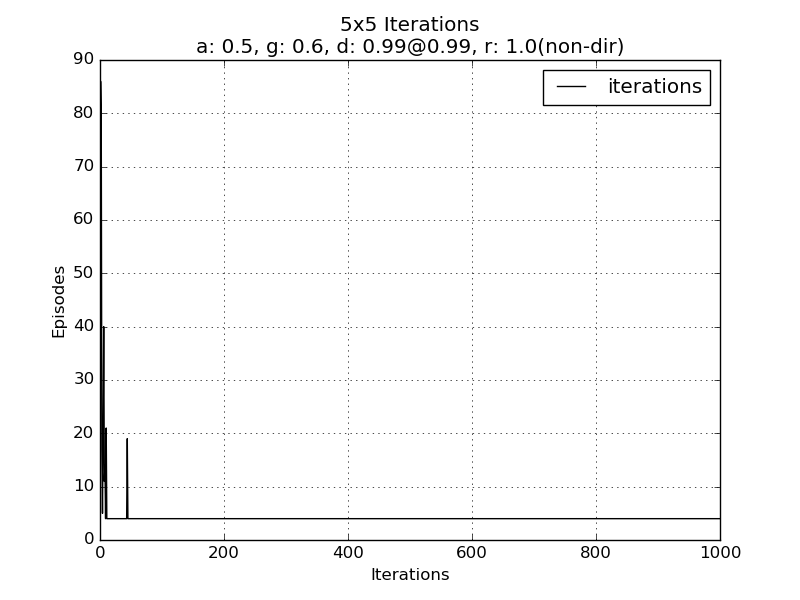 5x5 Iterations
a: 0.5, g: 0.6, d: 0.99@0.99, r: 1.0(non-dir)
iterations
90
80
70
60
50
40
30
20
10
0
Episodes
0 200 400 600 800 1000
Iterations